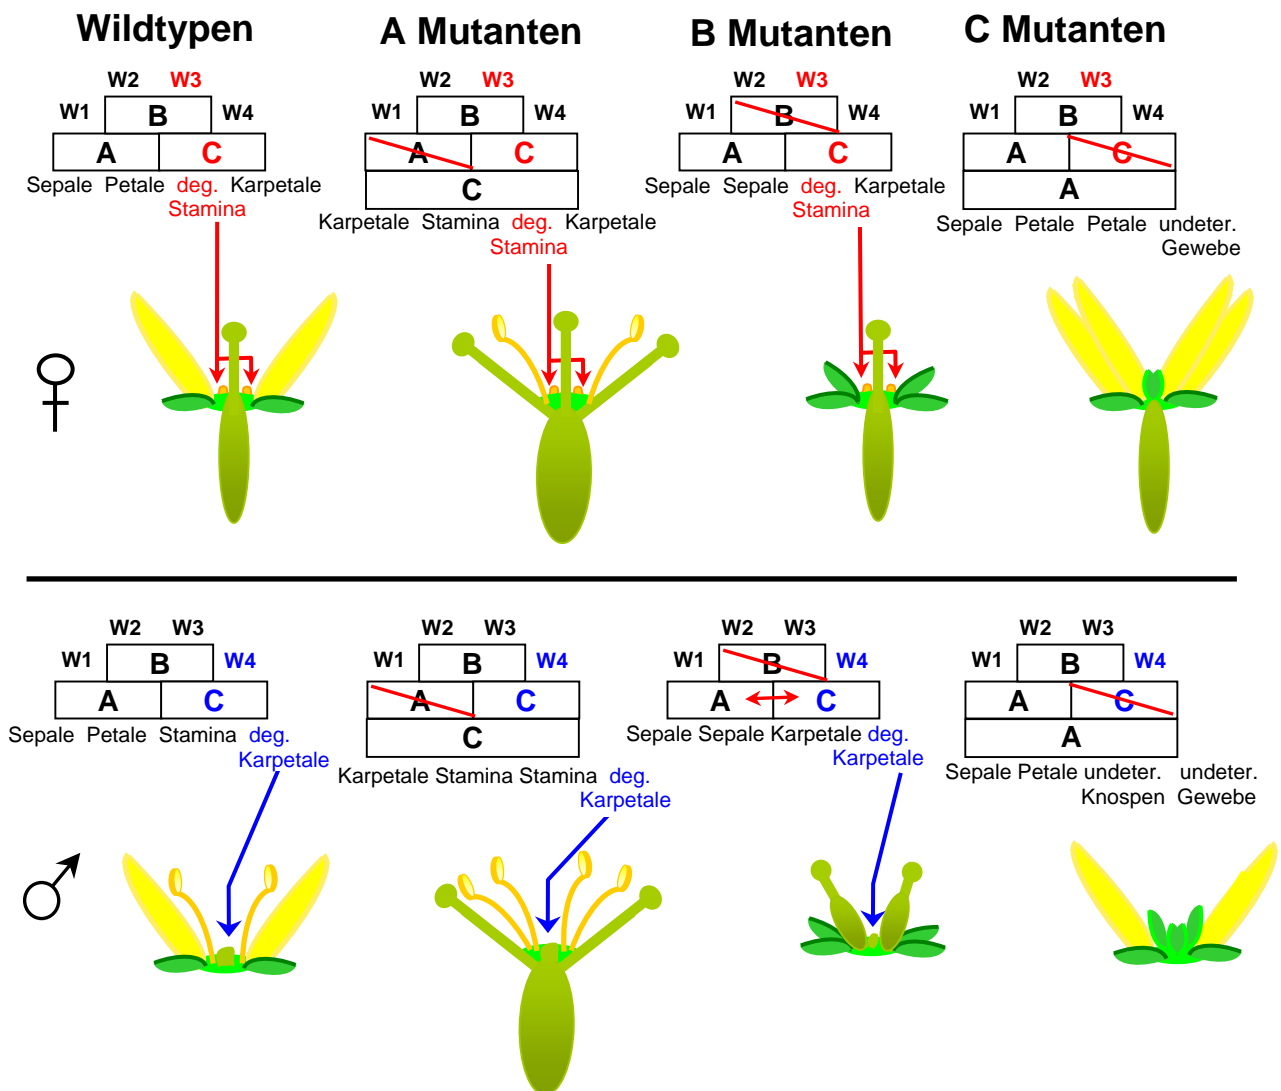 Wildtypen
A Mutanten
B Mutanten
C Mutanten
W2 W3
W1 B W4
A C
Sepale Petale deg. Karpetale
Stamina
W2 W3
W1 B W4
A C
C
Karpetale Stamina deg. Karpetale
Stamina
W2 W3
W1 B W4
A C
Sepale Sepale deg. Karpetale
Stamina
W2 W3
W1 B W4
A C
A
Sepale Petale Petale undeter.
Gewebe
W2 W3
W1 B W4
A C
Sepale Petale Stamina deg.
Karpetale
W2 W3
W1 B W4
A C
C
Karpetale Stamina Stamina deg.
Karpetale
W2 W3
W1 B W4
A C
Sepale Sepale Karpetale deg.
Karpetale
W2 W3
W1 B W4
A C
A
Sepale Petale undeter. undeter.
Knospen Gewebe